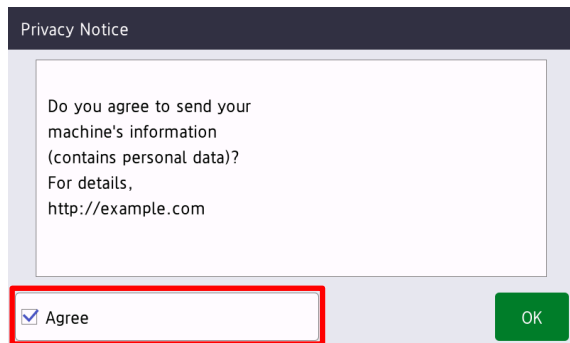 Privacy Notice
Do you agree to send your
machine's information
(contains personal data)?
For details,
http://example.com
Agree
OK